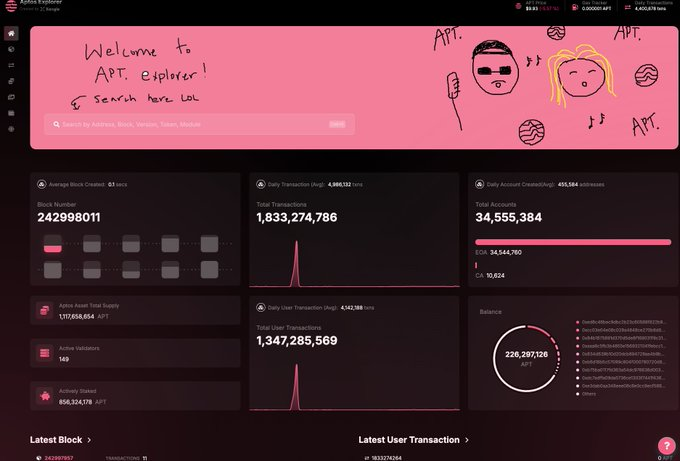 Aptos Explorer
APT Price
$9.93
Gas Tracker
0.000001 APT
Daily Transactions
4,400,878 txns
Welcome to
APT. explorer!
search here LOL
APT.
APT.
APT.
Search by Address, Block, Version, Token, Module
Average Block Created: 0.1 secs
Block Number
242998011
Daily Transaction (Avg): 4,986,132 txns
Total Transactions
1,833,274,786
Daily Account Created(Avg): 455,584 addresses
Total Accounts
34,555,384
EOA 34,544,760
CA 10,624
Aptos Asset Total Supply
1,117,658,654 APT
Active Validators
149
Actively Staked
856,324,178 APT
Daily User Transaction (Avg): 4,142,188 txns
Total User Transactions
1,347,285,569
Balance
226,297,126
APT
Others
Latest Block >
242997857
TRANSACTIONS 11
Latest User Transaction >
1833274264
0 APT
?